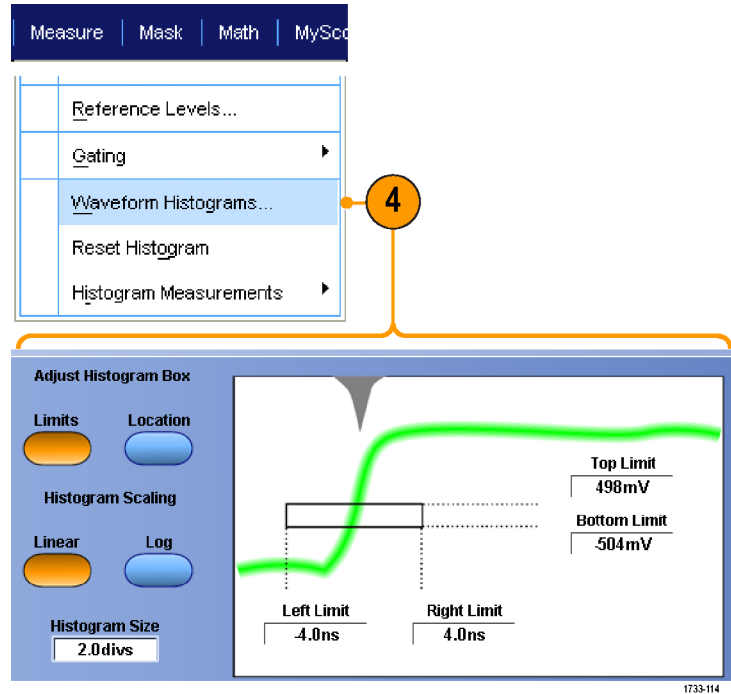 Measure Mask Math MySco
Reference Levels...
Gating
Waveform Histograms...
4
Reset Histogram
Histogram Measurements
Adjust Histogram Box
Limits Location
Histogram Scaling
Linear Log
Histogram Size
2.0divs
Top Limit
498mV
Bottom Limit
-504mV
Left Limit Right Limit
-4.0ns 4.0ns
1733-114